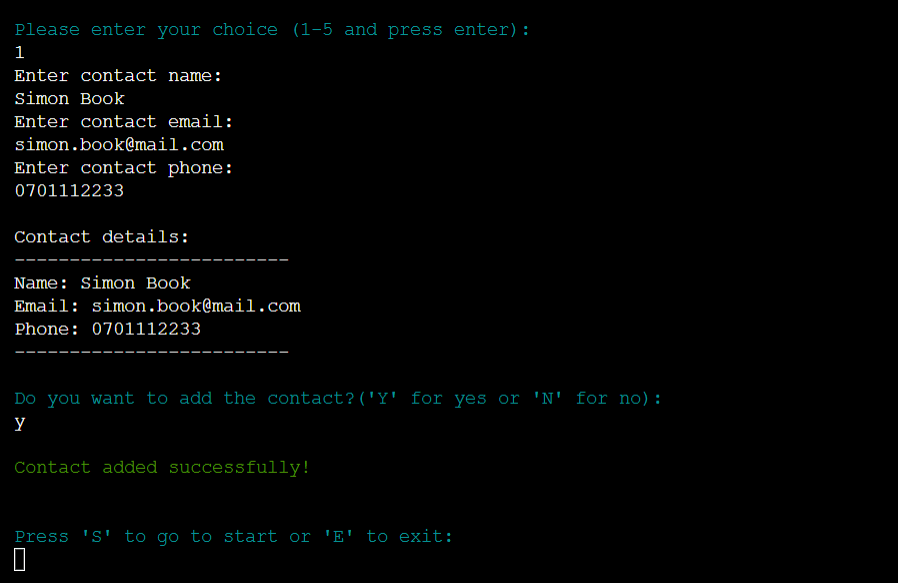 Please enter your choice (1-5 and press enter):
1
Enter contact name:
Simon Book
Enter contact email:
simon.book@mail.com
Enter contact phone:
0701112233
Contact details:
-------------------------
Name: Simon Book
Email: simon.book@mail.com
Phone: 0701112233
-------------------------
Do you want to add the contact?('Y' for yes or 'N' for no):
y
Contact added successfully!
Press 'S' to go to start or 'E' to exit: